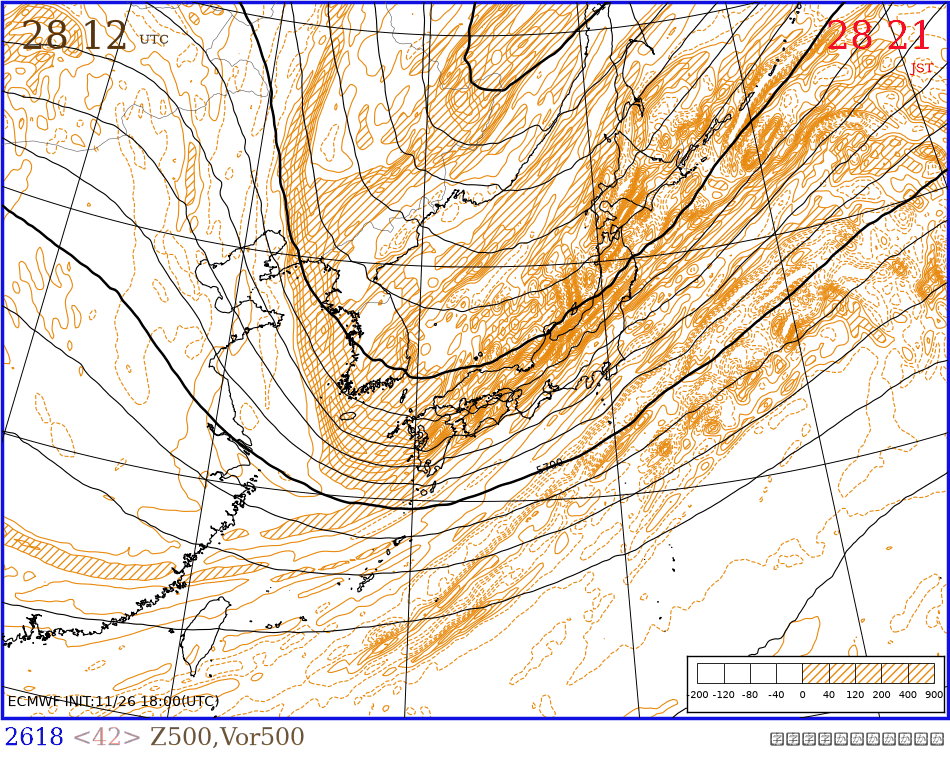 28 12 UTC
28 21
JST
5700
-200 -120 -80 -40 0 40 120 200 400 900
ECMWF INIT:11/26 18:00(UTC)
2618 <42> Z500,Vor500